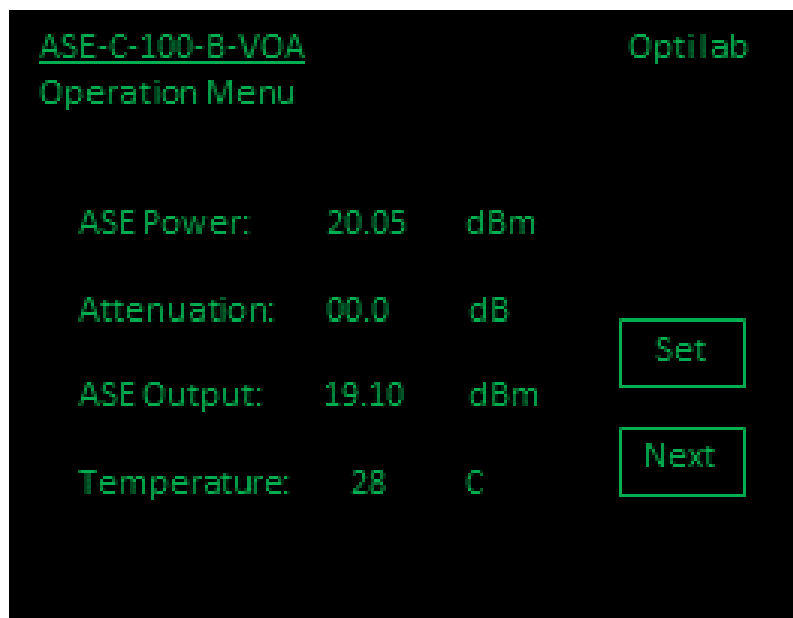 ASE-C-100-B-VOA Optilab
Operation Menu
ASE Power: 20.05 dBm
Attenuation: 00.0 dB
Set
ASE Output: 19.10 dBm
Next
Temperature: 28 C